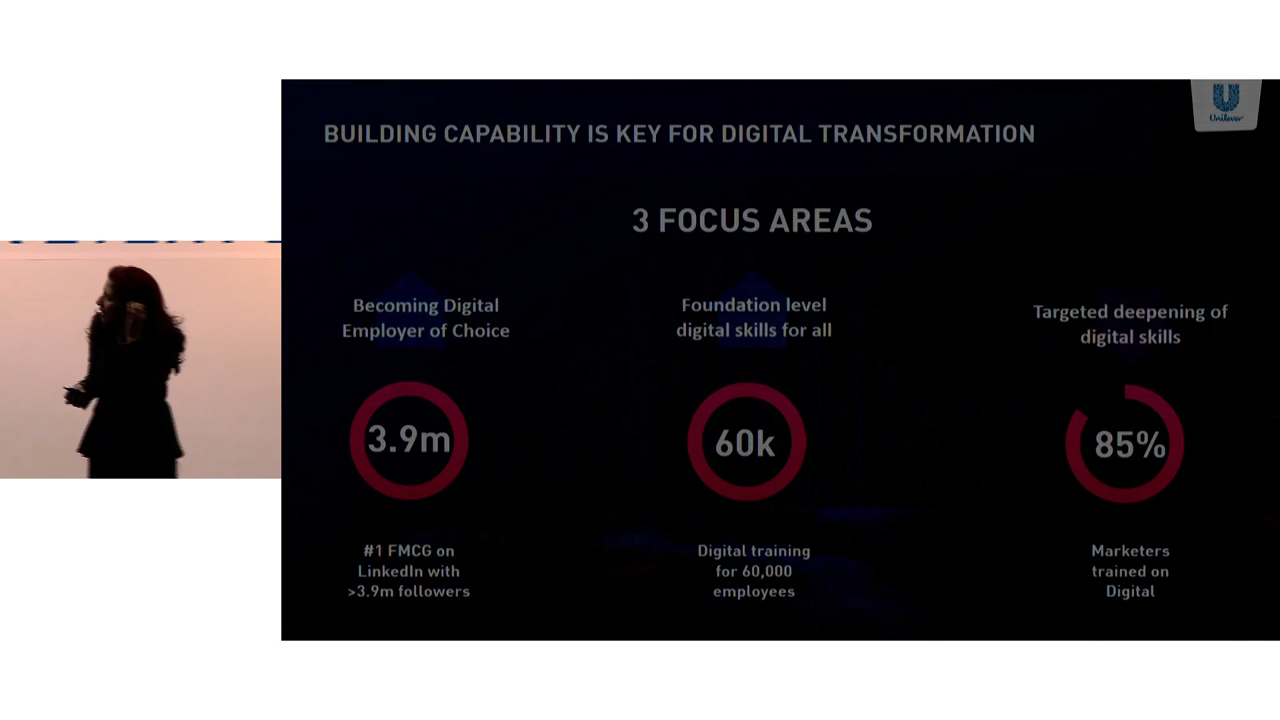 BUILDING CAPABILITY IS KEY FOR DIGITAL TRANSFORMATION
Unilever
3 FOCUS AREAS
Becoming Digital
Employer of Choice
Foundation level
digital skills for all
Targeted deepening of
digital skills
3.9m
60k
85%
#1 FMCG on
LinkedIn with
>3.9m followers
Digital training
for 60,000
employees
Marketers
trained on
Digital